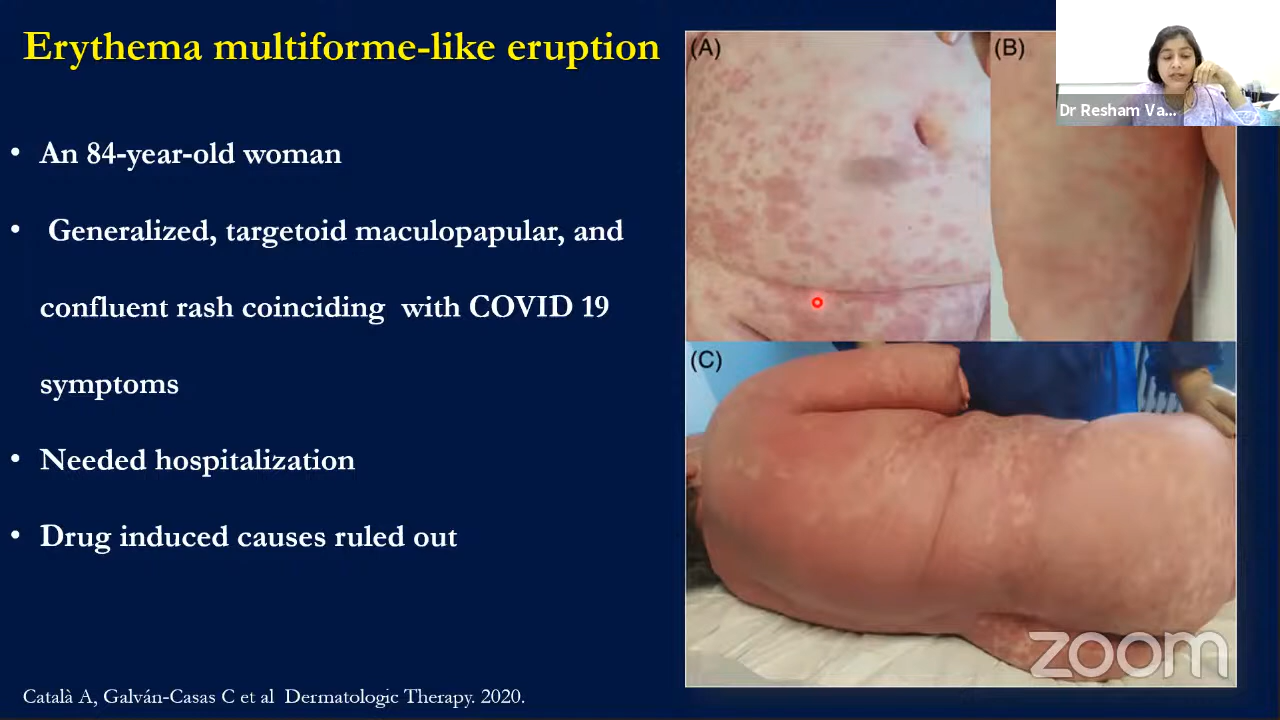 Erythema multiforme-like eruption
• An 84-year-old woman
• Generalized, targetoid maculopapular, and
confluent rash coinciding with COVID 19
symptoms
• Needed hospitalization
• Drug induced causes ruled out
Català A, Galván-Casas C et al Dermatologic Therapy. 2020.
(A)
(B)
(C)
Dr Resham Va...
zoom